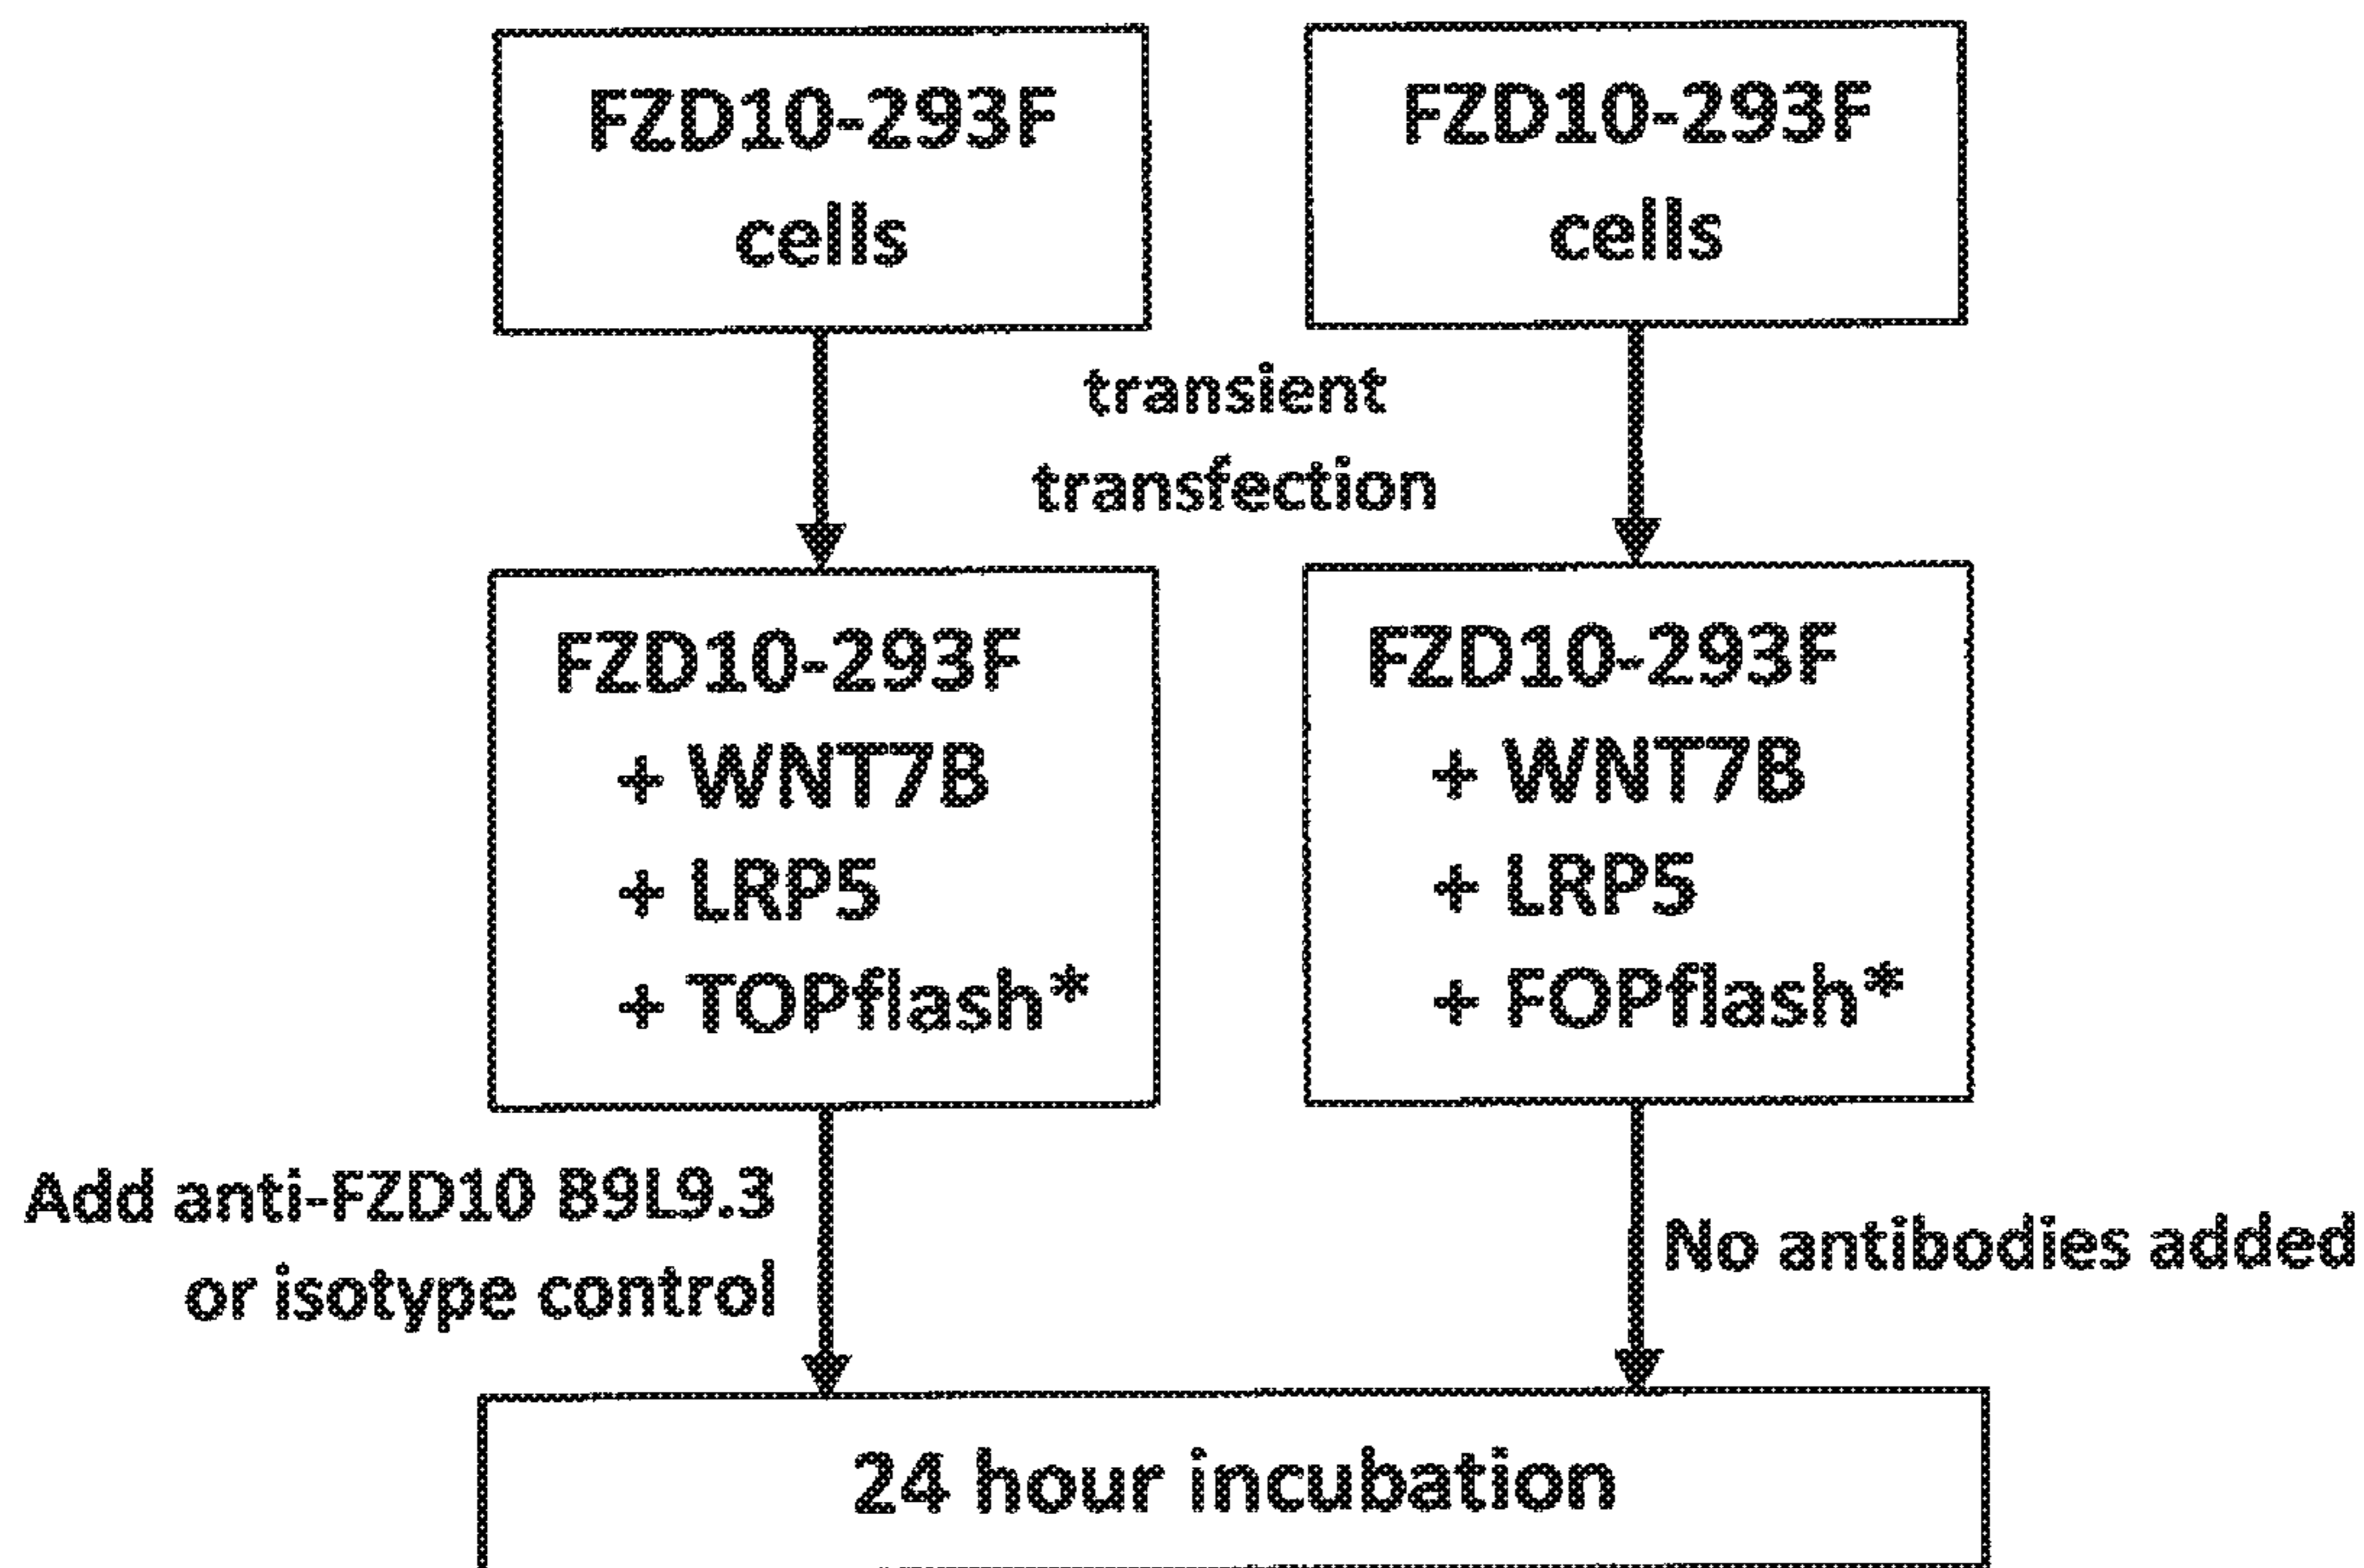 FZD10-293F
cells
FZD10-293F
cells
transient
transfection
FZD10-293F
+ WNT7B
+ LRP5
+ TOPflash*
FZD10-293F
+ WNT7B
+ LRP5
+ FOPflash*
Add anti-FZD10 B9L9.3
or isotype control
No antibodies added
24 hour incubation